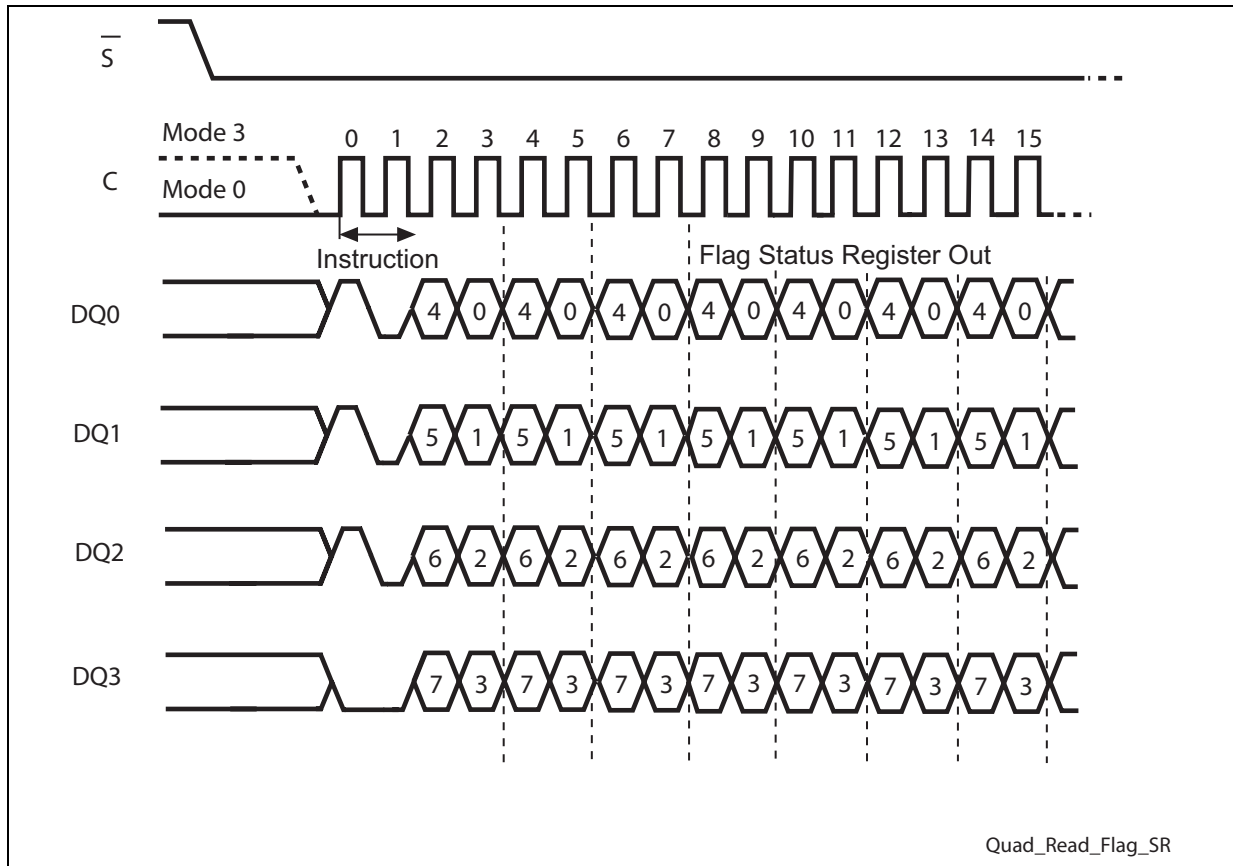 S
Mode 3
0 1 2 3 4 5 6 7 8 9 10 11 12 13 14 15
C
Mode 0
Instruction
Flag Status Register Out
DQ0 4 0 4 0 4 0 4 0 4 0 4 0 4 0
DQ1 5 1 5 1 5 1 5 1 5 1 5 1 5 1
DQ2 6 2 6 2 6 2 6 2 6 2 6 2 6 2
DQ3 7 3 7 3 7 3 7 3 7 3 7 3 7 3
Quad_Read_Flag_SR